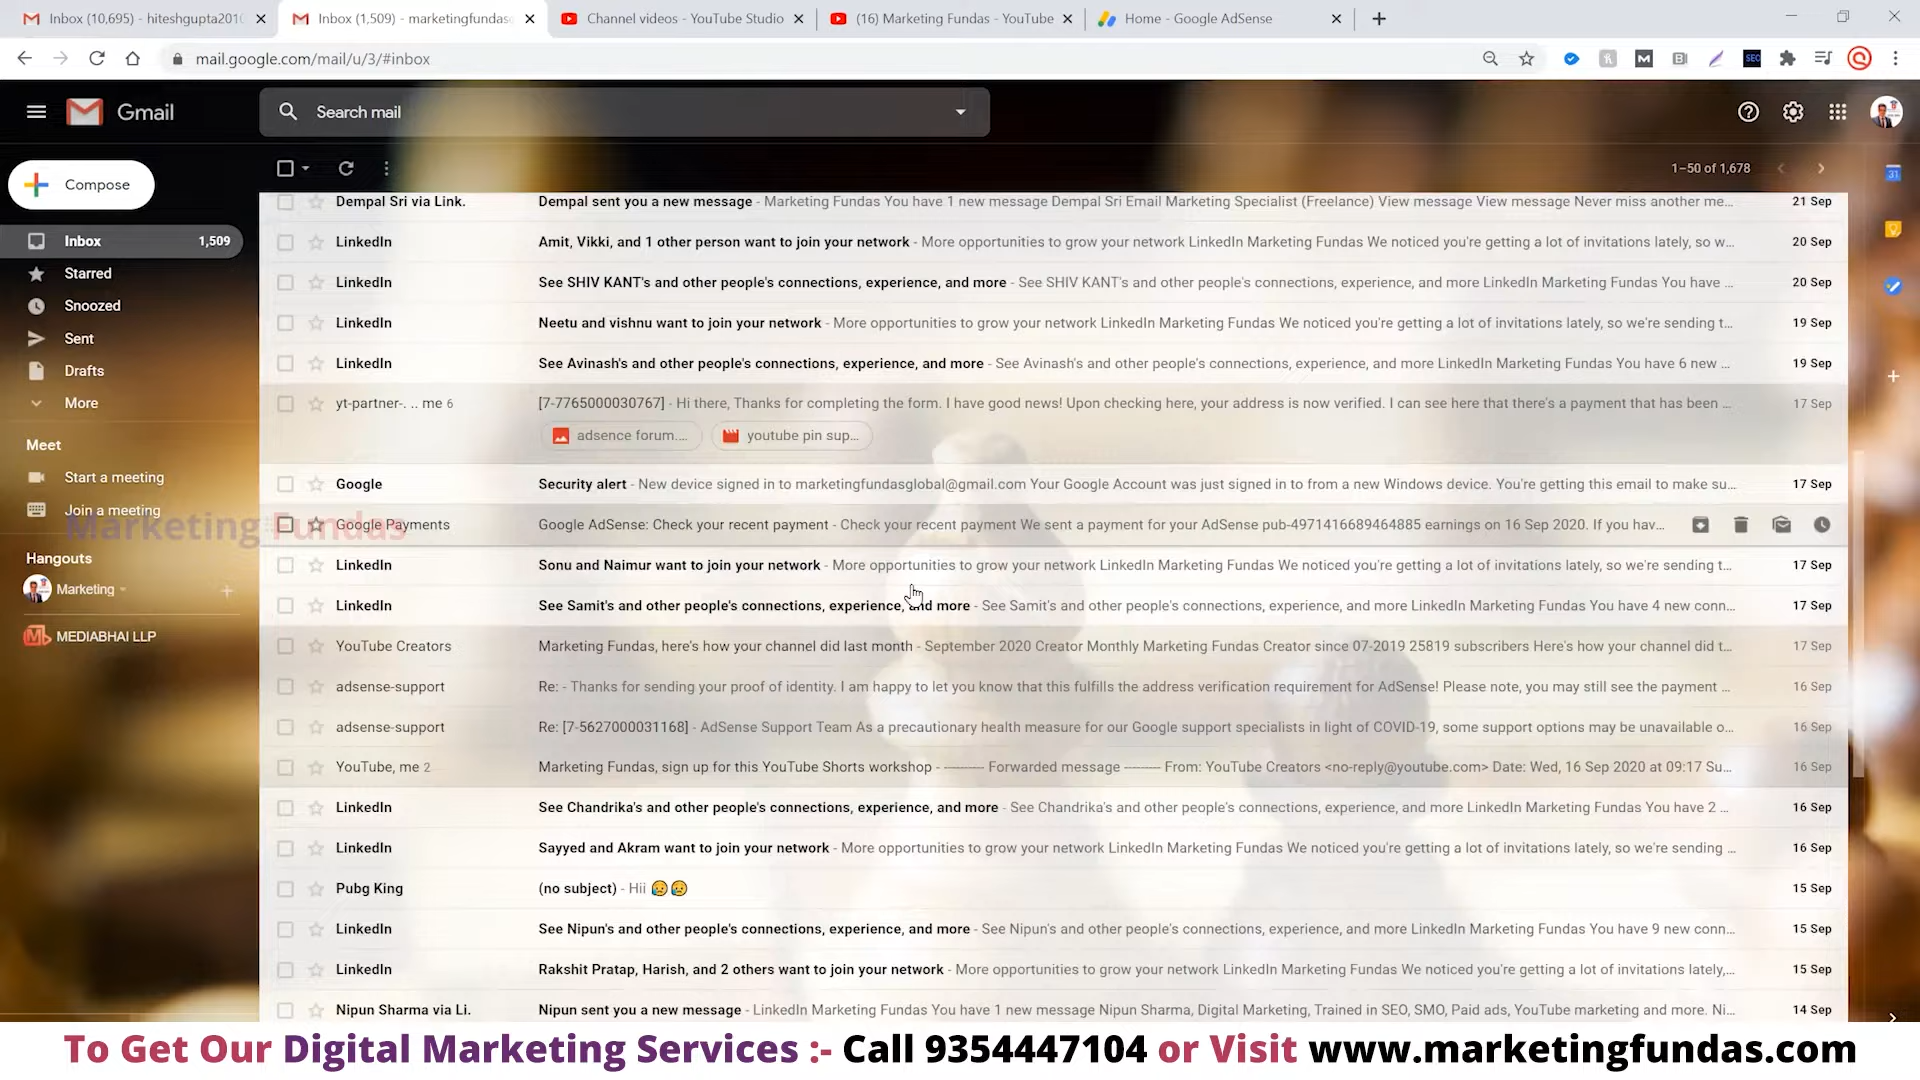 Inbox (10,695) - hiteshgupta201
Inbox (1,509) - marketingfundas
Channel videos - YouTube Studio
(16) Marketing Fundas - YouTube
Home - Google AdSense
mail.google.com/mail/u/3/#inbox
Gmail
Search mail
Compose
1–50 of 1,678
Inbox 1,509
Starred
Snoozed
Sent
Drafts
More
Meet
Start a meeting
Join a meeting
Marketing Fundas
Hangouts
Marketing
MEDIABHAI LLP
Dempal Sri via Link. Dempal sent you a new message - Marketing Fundas You have 1 new message Dempal Sri Email Marketing Specialist (Freelance) View message View message Never miss another me... 21 Sep
LinkedIn Amit, Vikki, and 1 other person want to join your network - More opportunities to grow your network LinkedIn Marketing Fundas We noticed you're getting a lot of invitations lately, so w... 20 Sep
LinkedIn See SHIV KANT's and other people's connections, experience, and more - See SHIV KANT's and other people's connections, experience, and more LinkedIn Marketing Fundas You have ... 20 Sep
LinkedIn Neetu and vishnu want to join your network - More opportunities to grow your network LinkedIn Marketing Fundas We noticed you're getting a lot of invitations lately, so we're sending t... 19 Sep
LinkedIn See Avinash's and other people's connections, experience, and more - See Avinash's and other people's connections, experience, and more LinkedIn Marketing Fundas You have 6 new ... 19 Sep
yt-partner-. .. me 6 [7-7765000030767] - Hi there, Thanks for completing the form. I have good news! Upon checking here, your address is now verified. I can see here that there's a payment that has been ... 17 Sep
adsence forum.... youtube pin sup...
Google Security alert - New device signed in to marketingfundasglobal@gmail.com Your Google Account was just signed in to from a new Windows device. You're getting this email to make su... 17 Sep
Google Payments Google AdSense: Check your recent payment - Check your recent payment We sent a payment for your AdSense pub-4971416689464885 earnings on 16 Sep 2020. If you hav...
LinkedIn Sonu and Naimur want to join your network - More opportunities to grow your network LinkedIn Marketing Fundas We noticed you're getting a lot of invitations lately, so we're sending t... 17 Sep
LinkedIn See Samit's and other people's connections, experience, and more - See Samit's and other people's connections, experience, and more LinkedIn Marketing Fundas You have 4 new conn... 17 Sep
YouTube Creators Marketing Fundas, here's how your channel did last month - September 2020 Creator Monthly Marketing Fundas Creator since 07-2019 25819 subscribers Here's how your channel did t... 17 Sep
adsense-support Re: - Thanks for sending your proof of identity. I am happy to let you know that this fulfills the address verification requirement for AdSense! Please note, you may still see the payment ... 16 Sep
adsense-support Re: [7-5627000031168] - AdSense Support Team As a precautionary health measure for our Google support specialists in light of COVID-19, some support options may be unavailable o... 16 Sep
YouTube, me 2 Marketing Fundas, sign up for this YouTube Shorts workshop - ---------- Forwarded message --------- From: YouTube Creators <no-reply@youtube.com> Date: Wed, 16 Sep 2020 at 09:17 Su... 16 Sep
LinkedIn See Chandrika's and other people's connections, experience, and more - See Chandrika's and other people's connections, experience, and more LinkedIn Marketing Fundas You have 2 ... 16 Sep
LinkedIn Sayyed and Akram want to join your network - More opportunities to grow your network LinkedIn Marketing Fundas We noticed you're getting a lot of invitations lately, so we're sending ... 16 Sep
Pubg King (no subject) - Hii 😥😥 15 Sep
LinkedIn See Nipun's and other people's connections, experience, and more - See Nipun's and other people's connections, experience, and more LinkedIn Marketing Fundas You have 9 new conn... 15 Sep
LinkedIn Rakshit Pratap, Harish, and 2 others want to join your network - More opportunities to grow your network LinkedIn Marketing Fundas We noticed you're getting a lot of invitations lately,... 15 Sep
Nipun Sharma via Li. Nipun sent you a new message - LinkedIn Marketing Fundas You have 1 new message Nipun Sharma, Digital Marketing, Trained in SEO, SMO, Paid ads, YouTube marketing and more. Ni... 14 Sep
To Get Our Digital Marketing Services :- Call 9354447104 or Visit www.marketingfundas.com